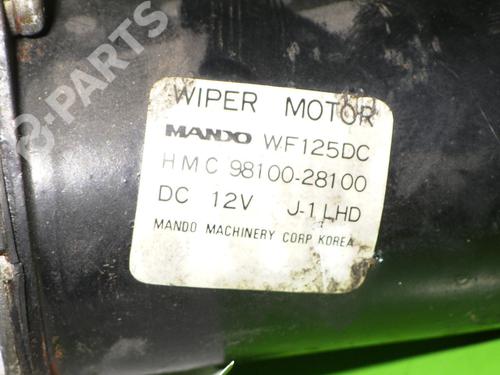 B-PARTS
WIPER MOTOR
MANDO WF125DC
HMC 98100-28100
DC 12V J-1 LHD
MANDO MACHINERY CORP KOREA